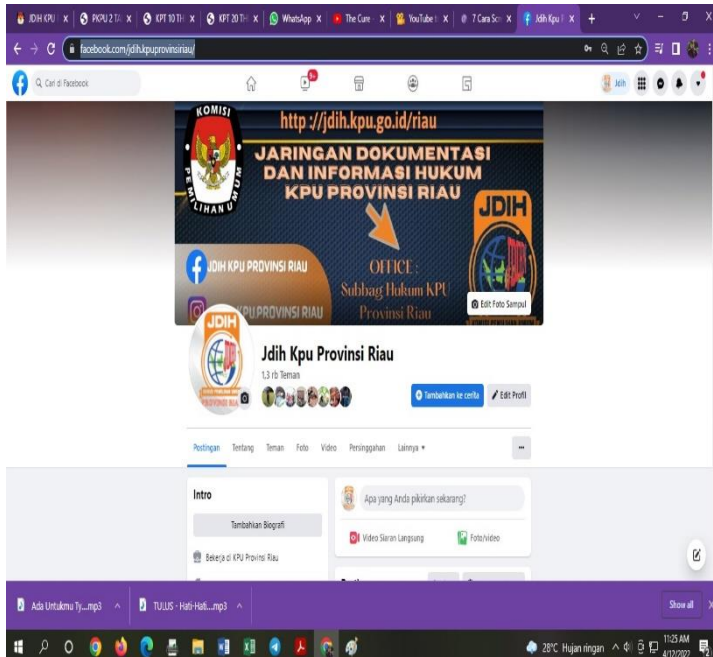 JDIH KPU
PKPU 2 TA
KPT 10 TH
KPT 20 TH
WhatsApp
The Cure -
YouTube
7 Cara Scr
Jdih Kpu P
facebook.com/jdih.kpuprovinsiriau/
Cari di Facebook
9+
Jdih
KOMISI
PEMILIHAN UMUM
http ://jdih.kpu.go.id/riau
JARINGAN DOKUMENTASI
DAN INFORMASI HUKUM
KPU PROVINSI RIAU
JDIH
JDIH KPU PROVINSI RIAU
KPU PROVINSI RIAU
OFFICE :
Subbag Hukum KPU
Provinsi Riau
Edit Foto Sampul
JDIH
Jdih Kpu Provinsi Riau
1,3 rb Teman
Tambahkan ke cerita
Edit Profil
Postingan Tentang Teman Foto Video Persinggahan Lainnya
Intro
Tambahkan Biografi
Bekerja di KPU Provinsi Riau
Apa yang Anda pikirkan sekarang?
Video Siaran Langsung
Foto/video
Ada Untukmu Ty....mp3
TULUS - Hati-Hati....mp3
Show all
28°C Hujan ringan
11:25 AM
4/12/2022